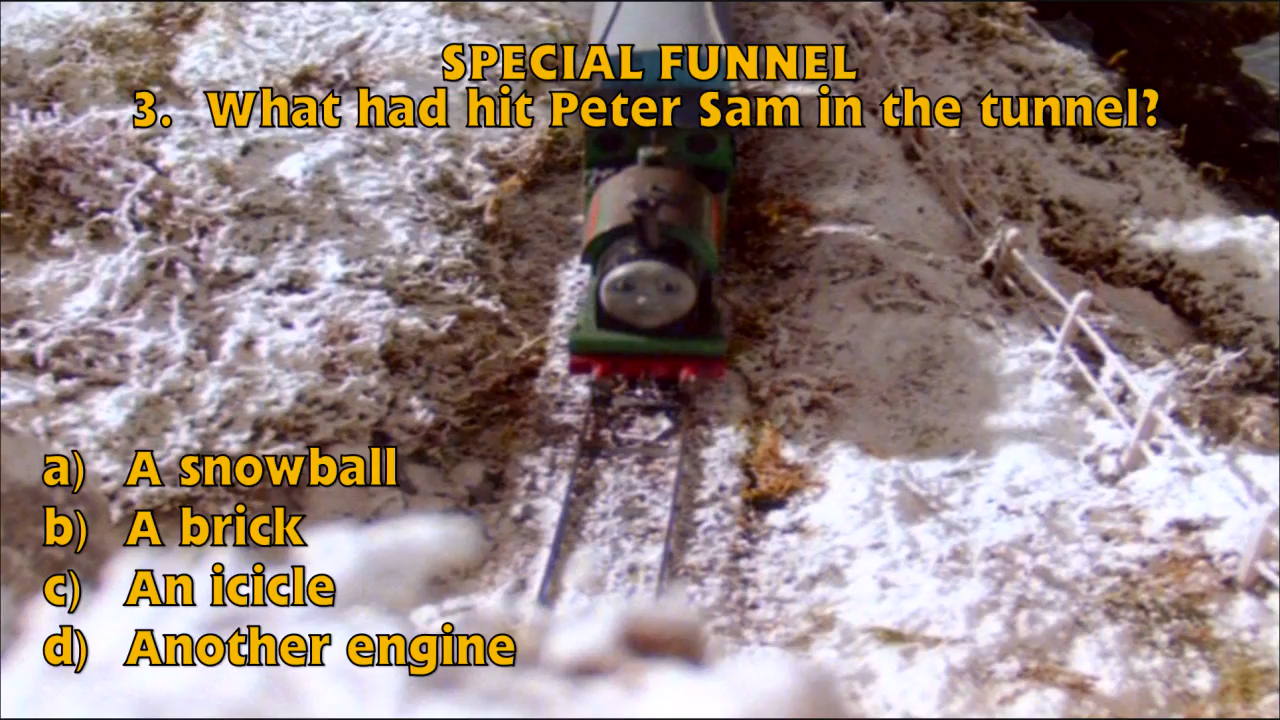 SPECIAL FUNNEL
3. What had hit Peter Sam in the tunnel?
a) A snowball
b) A brick
c) An icicle
d) Another engine